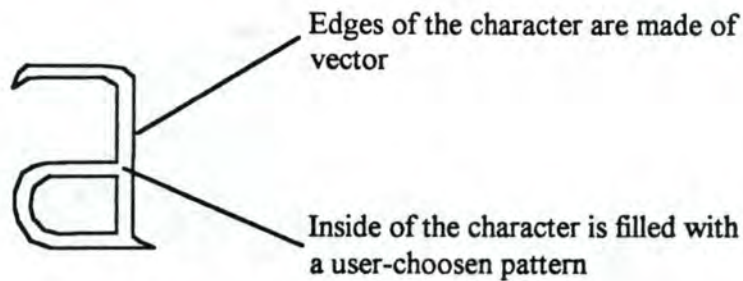 Edges of the character are made of
vector
a
Inside of the character is filled with
a user-choosen pattern